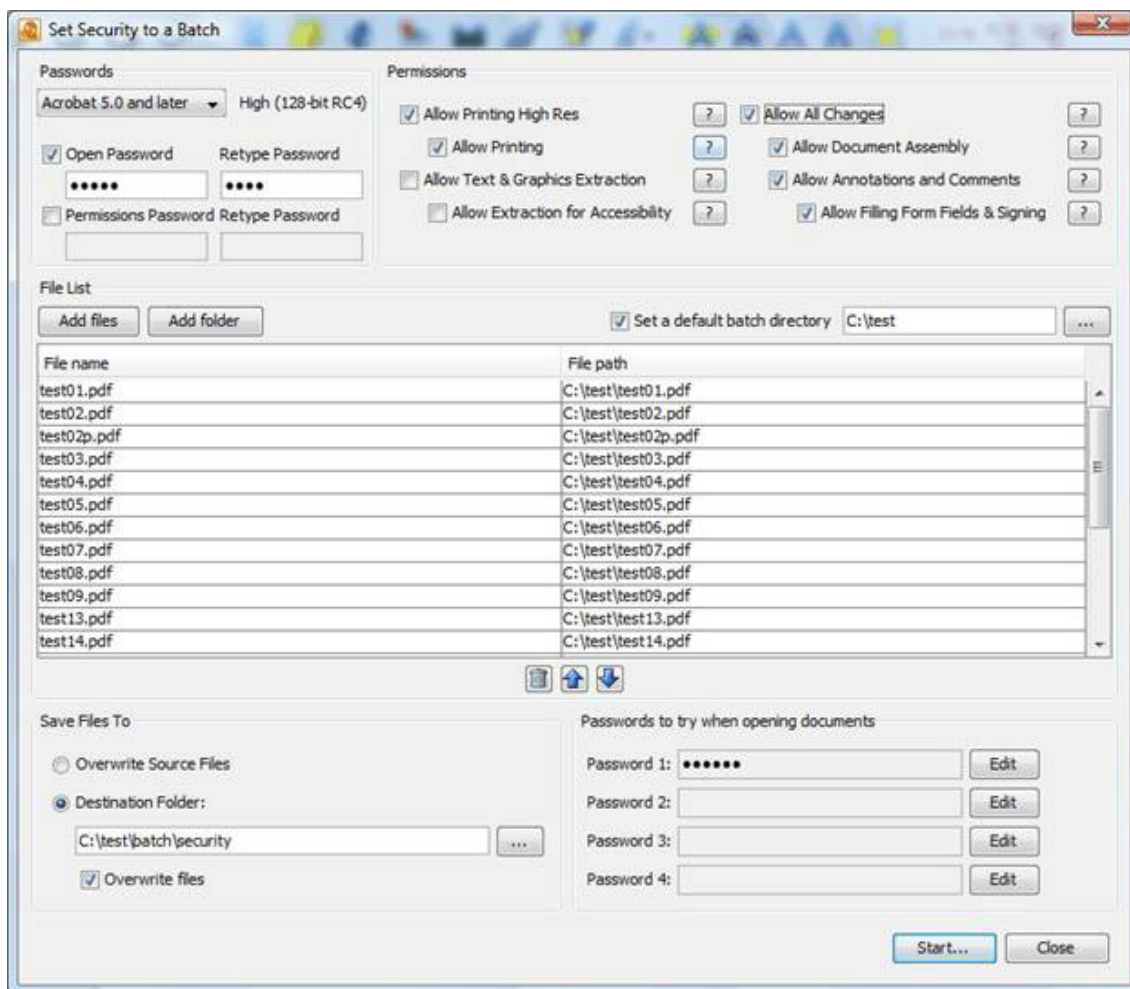 Set Security to a Batch
Passwords
Acrobat 5.0 and later High (128-bit RC4)
Open Password Retype Password
••••• ••••
Permissions Password Retype Password
Permissions
Allow Printing High Res ? Allow All Changes ?
Allow Printing ? Allow Document Assembly ?
Allow Text & Graphics Extraction ? Allow Annotations and Comments ?
Allow Extraction for Accessibility ? Allow Filling Form Fields & Signing ?
File List
Add files Add folder Set a default batch directory C:\test ...
File name File path
test01.pdf C:\test\test01.pdf
test02.pdf C:\test\test02.pdf
test02p.pdf C:\test\test02p.pdf
test03.pdf C:\test\test03.pdf
test04.pdf C:\test\test04.pdf
test05.pdf C:\test\test05.pdf
test06.pdf C:\test\test06.pdf
test07.pdf C:\test\test07.pdf
test08.pdf C:\test\test08.pdf
test09.pdf C:\test\test09.pdf
test13.pdf C:\test\test13.pdf
test14.pdf C:\test\test14.pdf
Save Files To
Overwrite Source Files
Destination Folder:
C:\test\batch\security ...
Overwrite files
Passwords to try when opening documents
Password 1: •••••• Edit
Password 2: Edit
Password 3: Edit
Password 4: Edit
Start... Close